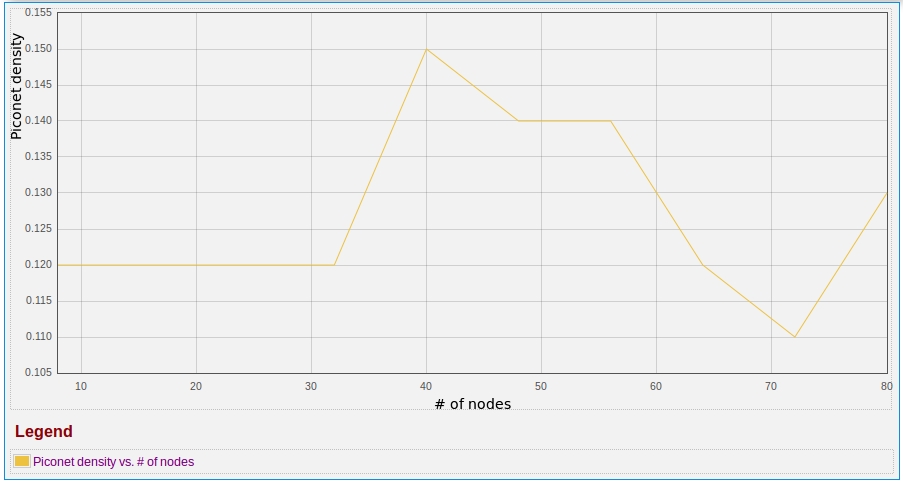 0.155
0.150
0.145
0.140
0.135
0.130
0.125
0.120
0.115
0.110
0.105
Piconet density
10 20 30 40 50 60 70 80
# of nodes
Legend
Piconet density vs. # of nodes